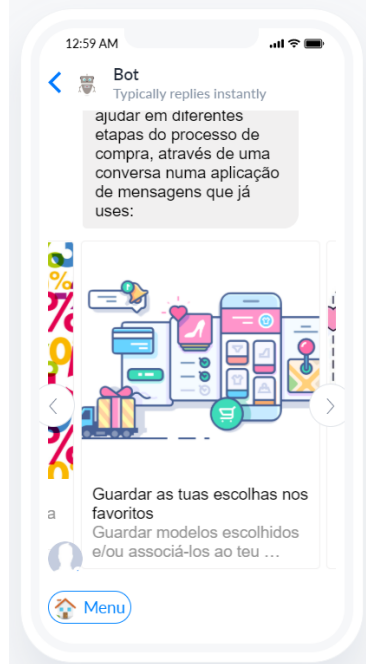 12:59 AM
Bot
Typically replies instantly
ajudar em diferentes
etapas do processo de
compra, através de uma
conversa numa aplicação
de mensagens que já
uses:
Guardar as tuas escolhas nos
favoritos
a
Guardar modelos escolhidos
e/ou associá-los ao teu ...
Menu